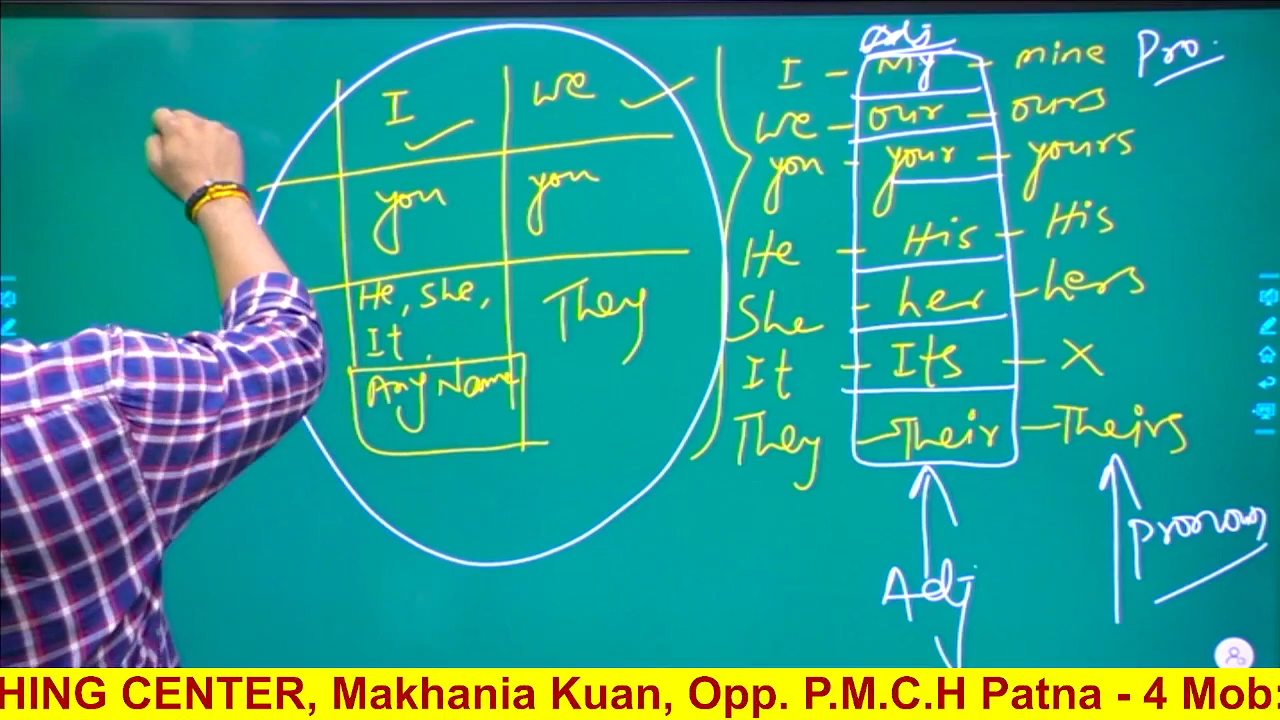 I we
you you
He, she,
It. They
Any Name
Adj
I - My - mine Pro.
we - our - ours
you - your - yours
He - His - His
She - her - hers
It - Its - X
They - Their - Theirs
Adj
Pronoun
HING CENTER, Makhania Kuan, Opp. P.M.C.H Patna - 4 Mob: